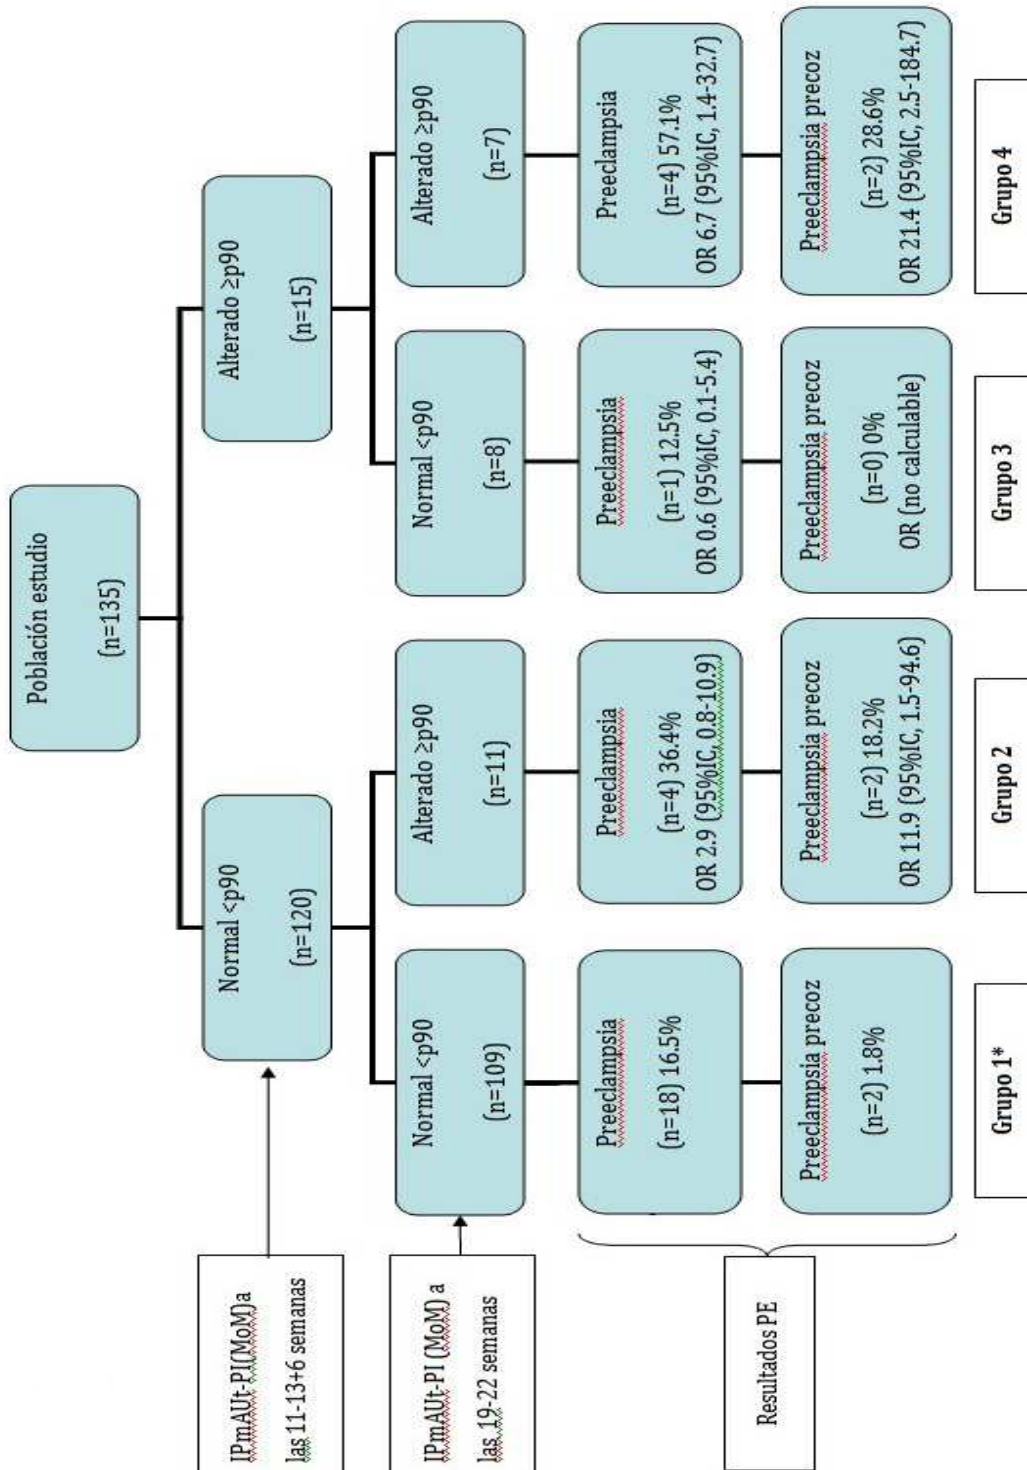 Población estudio
(n=135)
IPmAUt-PI(MoM)a
las 11-13+6 semanas
Normal <p90
(n=120)
Alterado ≥p90
(n=15)
IPmAUt-PI (MoM) a
las 19-22 semanas
Normal <p90
(n=109)
Alterado ≥p90
(n=11)
Normal <p90
(n=8)
Alterado ≥p90
(n=7)
Resultados PE
Preeclampsia
(n=18) 16.5%
Preeclampsia
(n=4) 36.4%
OR 2.9 (95%IC, 0.8-10.9)
Preeclampsia
(n=1) 12.5%
OR 0.6 (95%IC, 0.1-5.4)
Preeclampsia
(n=4) 57.1%
OR 6.7 (95%IC, 1.4-32.7)
Preeclampsia precoz
(n=2) 1.8%
Preeclampsia precoz
(n=2) 18.2%
OR 11.9 (95%IC, 1.5-94.6)
Preeclampsia precoz
(n=0) 0%
OR (no calculable)
Preeclampsia precoz
(n=2) 28.6%
OR 21.4 (95%IC, 2.5-184.7)
Grupo 1*
Grupo 2
Grupo 3
Grupo 4